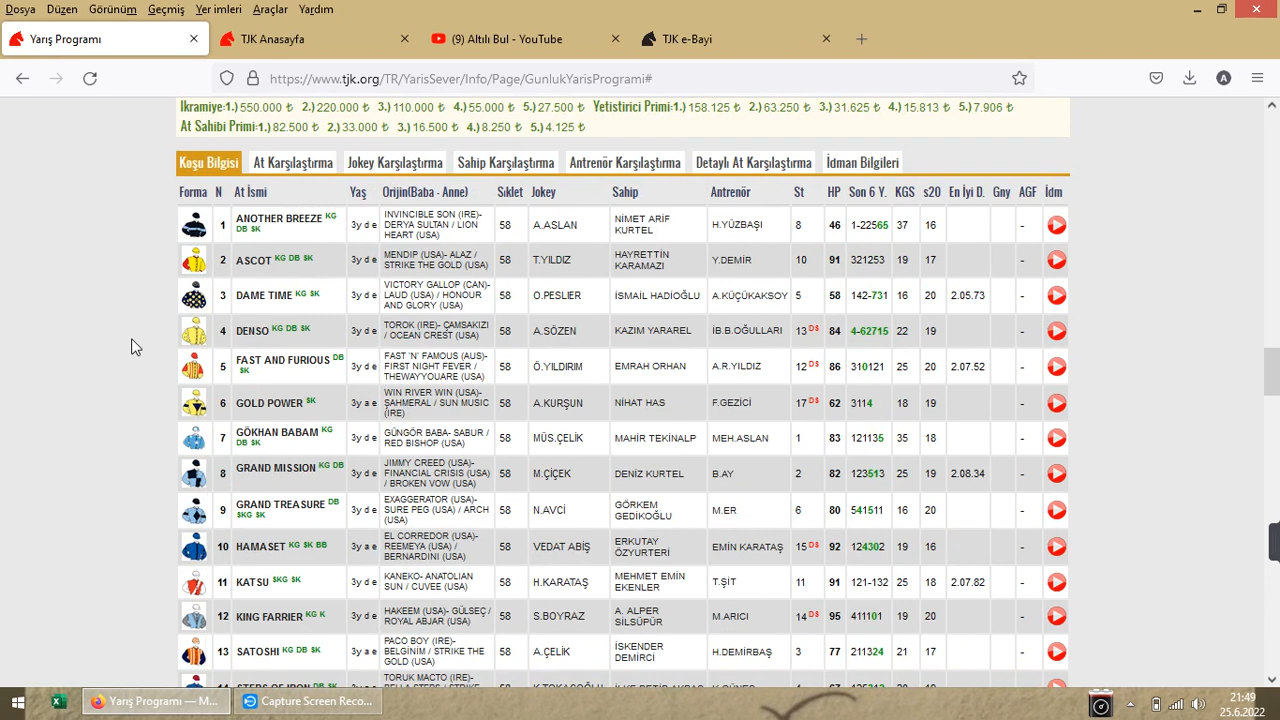 Dosya Düzen Görünüm Geçmiş Yer imleri Araçlar Yardım
Yarış Programı
TJK Anasayfa
(9) Altılı Bul - YouTube
TJK e-Bayi
https://www.tjk.org/TR/YarisSever/Info/Page/GunlukYarisProgrami#
Ikramiye:1.) 550.000 ₺ 2.) 220.000 ₺ 3.) 110.000 ₺ 4.) 55.000 ₺ 5.) 27.500 ₺ Yetistirici Primi:1.) 158.125 ₺ 2.) 63.250 ₺ 3.) 31.625 ₺ 4.) 15.813 ₺ 5.) 7.906 ₺
At Sahibi Primi:1.) 82.500 ₺ 2.) 33.000 ₺ 3.) 16.500 ₺ 4.) 8.250 ₺ 5.) 4.125 ₺
Koşu Bilgisi At Karşılaştırma Jokey Karşılaştırma Sahip Karşılaştırma Antrenör Karşılaştırma Detaylı At Karşılaştırma İdman Bilgileri
Forma N At İsmi Yaş Orijin(Baba - Anne) Sıklet Jokey Sahip Antrenör St HP Son 6 Y. KGS s20 En İyi D. Gny AGF İdm
1 ANOTHER BREEZE KG DB SK 3y d e INVINCIBLE SON (IRE)- DERYA SULTAN / LION HEART (USA) 58 A.ASLAN NİMET ARİF KURTEL H.YÜZBAŞI 8 46 1-22565 37 16 -
2 ASCOT KG DB SK 3y d e MENDIP (USA)- ALAZ / STRIKE THE GOLD (USA) 58 T.YILDIZ HAYRETTİN KARAMAZI Y.DEMİR 10 91 321253 19 17 -
3 DAME TIME KG SK 3y d e VICTORY GALLOP (CAN)- LAUD (USA) / HONOUR AND GLORY (USA) 58 O.PESLIER İSMAİL HADİOĞLU A.KÜÇÜKAKSOY 5 58 142-731 16 20 2.05.73 -
4 DENSO KG DB SK 3y d e TOROK (IRE)- ÇAMSAKIZI / OCEAN CREST (USA) 58 A.SÖZEN KAZIM YARAREL İB.B.OĞULLARI 13 DS 84 4-62715 22 19 -
5 FAST AND FURIOUS DB SK 3y d e FAST 'N' FAMOUS (AUS)- FIRST NIGHT FEVER / THEWAYYOUARE (USA) 58 Ö.YILDIRIM EMRAH ORHAN A.R.YILDIZ 12 DS 86 310121 25 20 2.07.52 -
6 GOLD POWER SK 3y a e WIN RIVER WIN (USA)- SAHMERAL / SUN MUSIC (IRE) 58 A.KURŞUN NİHAT HAS F.GEZİCİ 17 DS 62 3114 18 19 -
7 GÖKHAN BABAM KG DB SK 3y d e GÜNGÖR BABA- SABUR / RED BISHOP (USA) 58 MÜS.ÇELİK MAHİR TEKİNALP MEH.ASLAN 1 83 121135 35 18 -
8 GRAND MISSION KG DB 3y d e JIMMY CREED (USA)- FINANCIAL CRISIS (USA) / BROKEN VOW (USA) 58 M.ÇİÇEK DENİZ KURTEL B.AY 2 82 123513 25 19 2.08.34 -
9 GRAND TREASURE DB SKG SK 3y d e EXAGGERATOR (USA)- SURE PEG (USA) / ARCH (USA) 58 N.AVCİ GÖRKEM GEDİKOĞLU M.ER 6 80 541511 16 20 -
10 HAMASET KG SK BB 3y a e EL CORREDOR (USA)- REEMEYA (USA) / BERNARDINI (USA) 58 VEDAT ABİŞ ERKUTAY ÖZYURTERİ EMİN KARATAŞ 15 DS 92 124302 19 16 -
11 KATSU SKG SK 3y d e KANEKO- ANATOLIAN SUN / CUVEE (USA) 58 H.KARATAŞ MEHMET EMİN EKENLER T.ŞİT 11 91 121-132 25 18 2.07.82 -
12 KING FARRIER KG K 3y d e HAKEEM (USA)- GÜLSEÇ / ROYAL ABJAR (USA) 58 S.BOYRAZ A. ALPER SİLSÜPÜR M.ARICI 14 DS 95 411101 19 20 -
13 SATOSHI KG DB SK 3y a e PACO BOY (IRE)- BELGİNİM / STRIKE THE GOLD (USA) 58 A.ÇELİK İSKENDER DEMİRCİ H.DEMİRBAŞ 3 77 211324 21 17 -
TORUK MACTO (USA)-
Yarış Programı — M...
Capture Screen Reco...
21:49
25.6.2022